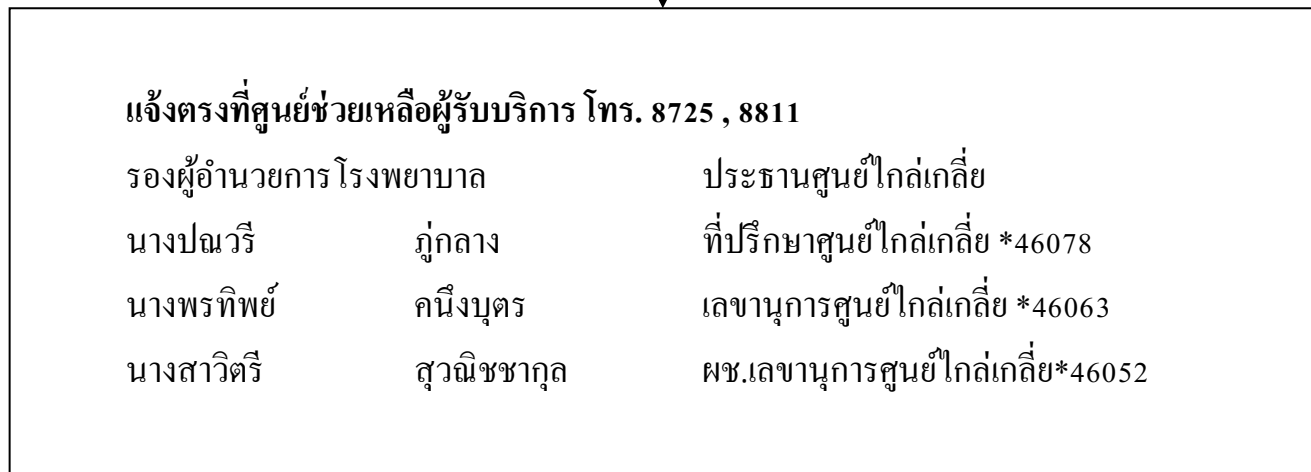 แจ้งตรงที่ศูนย์ช่วยเหลือผู้รับบริการ โทร. 8725 , 8811
รองผู้อำนวยการโรงพยาบาล ประธานศูนย์ไกล่เกลี่ย
นางปณวรี ภู่กลาง ที่ปรึกษาศูนย์ไกล่เกลี่ย *46078
นางพรทิพย์ คนึงบุตร เลขานุการศูนย์ไกล่เกลี่ย *46063
นางสาวิตรี สุวณิชชากุล ผช.เลขานุการศูนย์ไกล่เกลี่ย*46052